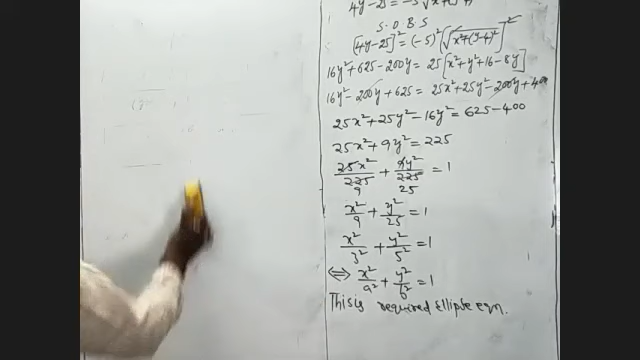 4y-25 = -5√x²+(y-4)²
S.O.B.S
[4y-25]² = (-5)² [√x²+(y-4)²]²
16y²+625-200y = 25[x²+y²+16-8y]
16y²-200y+625 = 25x²+25y²-200y+400
25x²+25y²-16y² = 625-400
25x²+9y² = 225
25x²/225 + 9y²/225 = 1
9 25
x²/9 + y²/25 = 1
x²/3² + y²/5² = 1
⟺ x²/a² + y²/b² = 1
This is required Ellipse eqn.